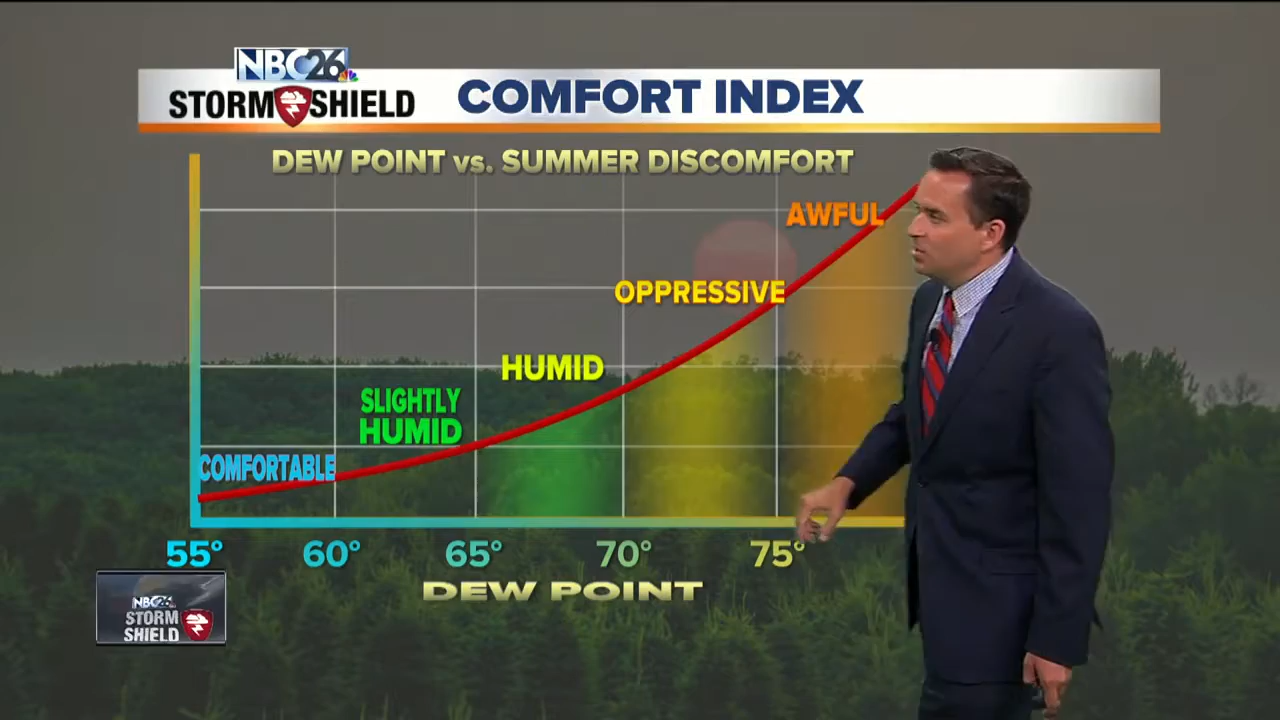 NBC26
STORM SHIELD
COMFORT INDEX
DEW POINT vs. SUMMER DISCOMFORT
AWFUL
OPPRESSIVE
HUMID
SLIGHTLY
HUMID
COMFORTABLE
55° 60° 65° 70° 75°
DEW POINT
NBC26
STORM
SHIELD